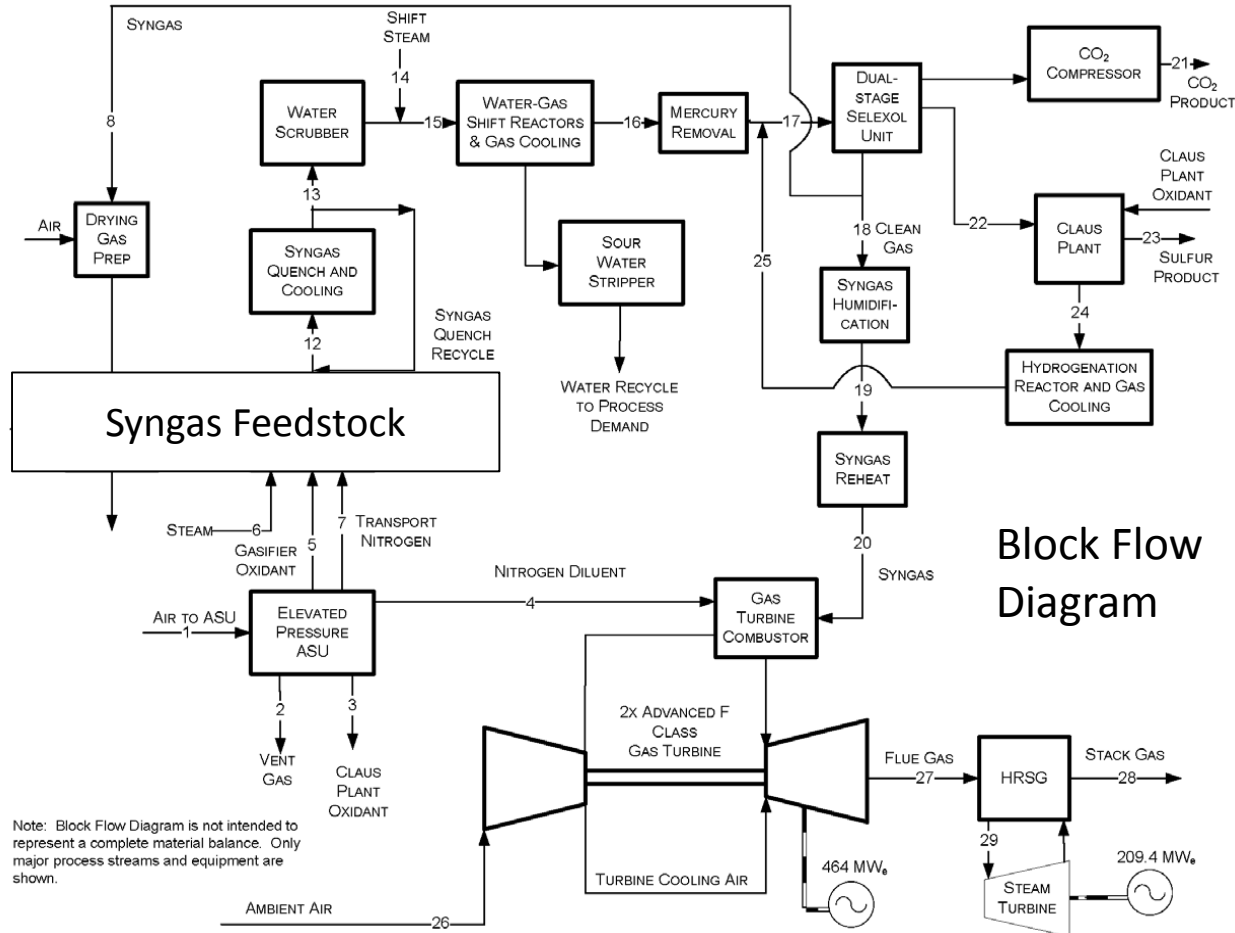 SYNGAS
SHIFT
STEAM
14
8
WATER
SCRUBBER
15
WATER-GAS
SHIFT REACTORS
& GAS COOLING
16
MERCURY
REMOVAL
17
DUAL-
STAGE
SELEXOL
UNIT
CO2
COMPRESSOR
21
CO2
PRODUCT
13
AIR
DRYING
GAS
PREP
SYNGAS
QUENCH AND
COOLING
SOUR
WATER
STRIPPER
25
18
CLEAN
GAS
22
CLAUS
PLANT
OXIDANT
CLAUS
PLANT
23
SULFUR
PRODUCT
12
SYNGAS
QUENCH
RECYCLE
SYNGAS
HUMIDIFI-
CATION
24
WATER RECYCLE
TO PROCESS
DEMAND
19
HYDROGENATION
REACTOR AND GAS
COOLING
Syngas Feedstock
SYNGAS
REHEAT
STEAM
6
GASIFIER
OXIDANT
5
7
TRANSPORT
NITROGEN
20
SYNGAS
Block Flow
Diagram
NITROGEN DILUENT
4
AIR TO ASU
1
ELEVATED
PRESSURE
ASU
GAS
TURBINE
COMBUSTOR
2
3
VENT
GAS
CLAUS
PLANT
OXIDANT
2X ADVANCED F
CLASS
GAS TURBINE
FLUE GAS
27
HRSG
STACK GAS
28
Note: Block Flow Diagram is not intended to
represent a complete material balance. Only
major process streams and equipment are
shown.
29
TURBINE COOLING AIR
464 MWe
STEAM
TURBINE
209.4 MWe
AMBIENT AIR
26